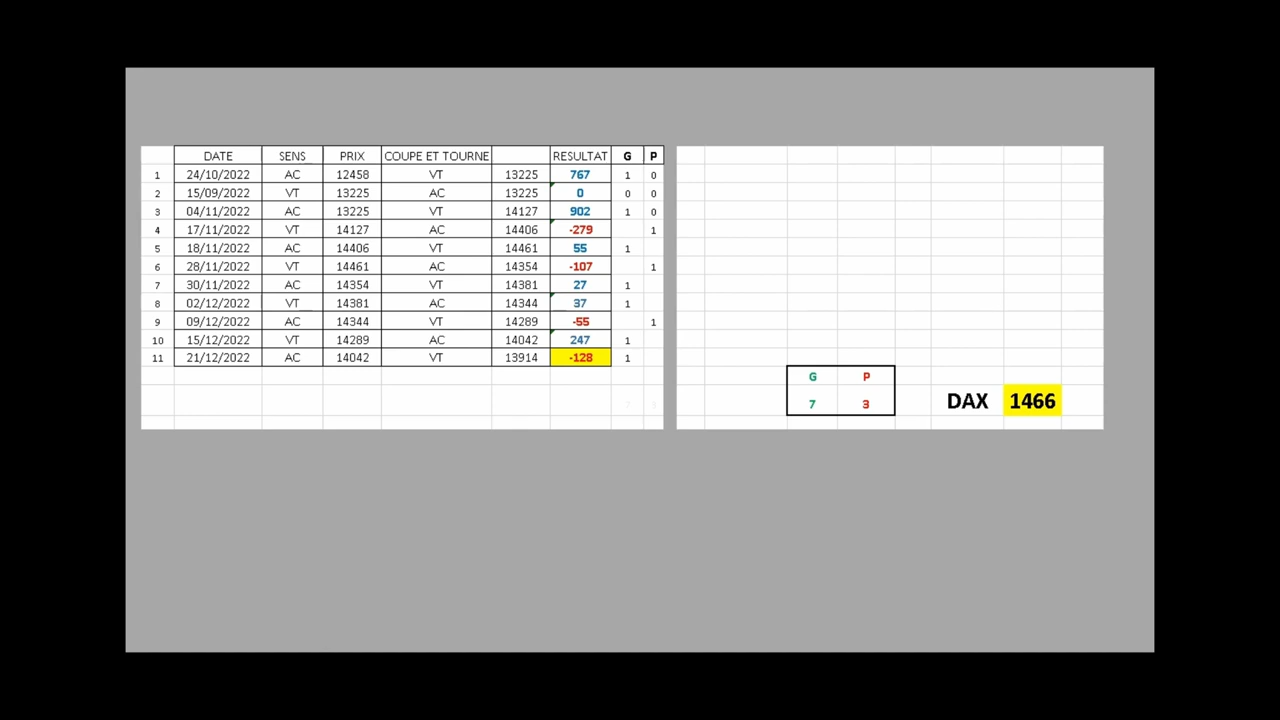 DATE SENS PRIX COUPE ET TOURNE RESULTAT G P
1 24/10/2022 AC 12458 VT 13225 767 1 0
2 15/09/2022 VT 13225 AC 13225 0 0 0
3 04/11/2022 AC 13225 VT 14127 902 1 0
4 17/11/2022 VT 14127 AC 14406 -279 1
5 18/11/2022 AC 14406 VT 14461 55 1
6 28/11/2022 VT 14461 AC 14354 -107 1
7 30/11/2022 AC 14354 VT 14381 27 1
8 02/12/2022 VT 14381 AC 14344 37 1
9 09/12/2022 AC 14344 VT 14289 -55 1
10 15/12/2022 VT 14289 AC 14042 247 1
11 21/12/2022 AC 14042 VT 13914 -128 1
G P
7 3
DAX 1466